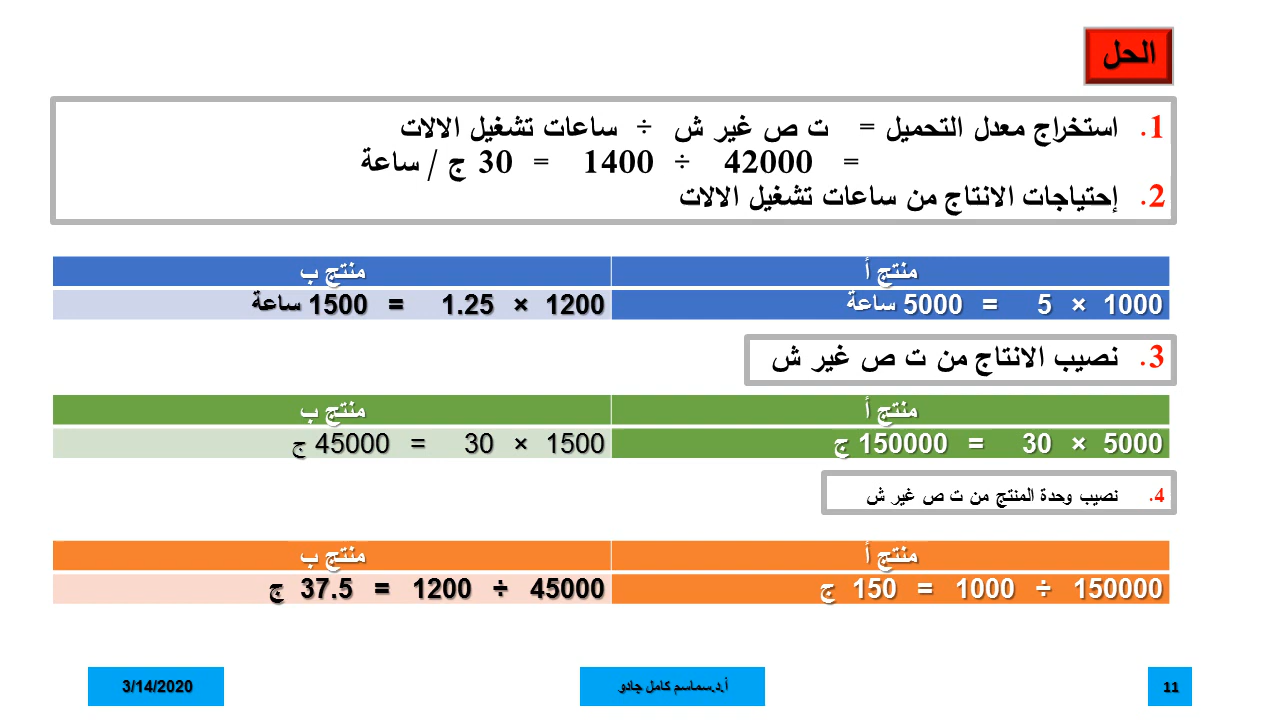 الحل
1. استخراج معدل التحميل = ت ص غير ش ÷ ساعات تشغيل الالات
= 42000 ÷ 1400 = 30 ج / ساعة
2. إحتياجات الانتاج من ساعات تشغيل الالات
منتج أ منتج ب
1000 × 5 = 5000 ساعة 1200 × 1.25 = 1500 ساعة
3. نصيب الانتاج من ت ص غير ش
منتج أ منتج ب
5000 × 30 = 150000 ج 1500 × 30 = 45000 ج
4. نصيب وحدة المنتج من ت ص غير ش
منتج أ منتج ب
150000 ÷ 1000 = 150 ج 45000 ÷ 1200 = 37.5 ج
11 أ.د.سماسم كامل جادو 3/14/2020